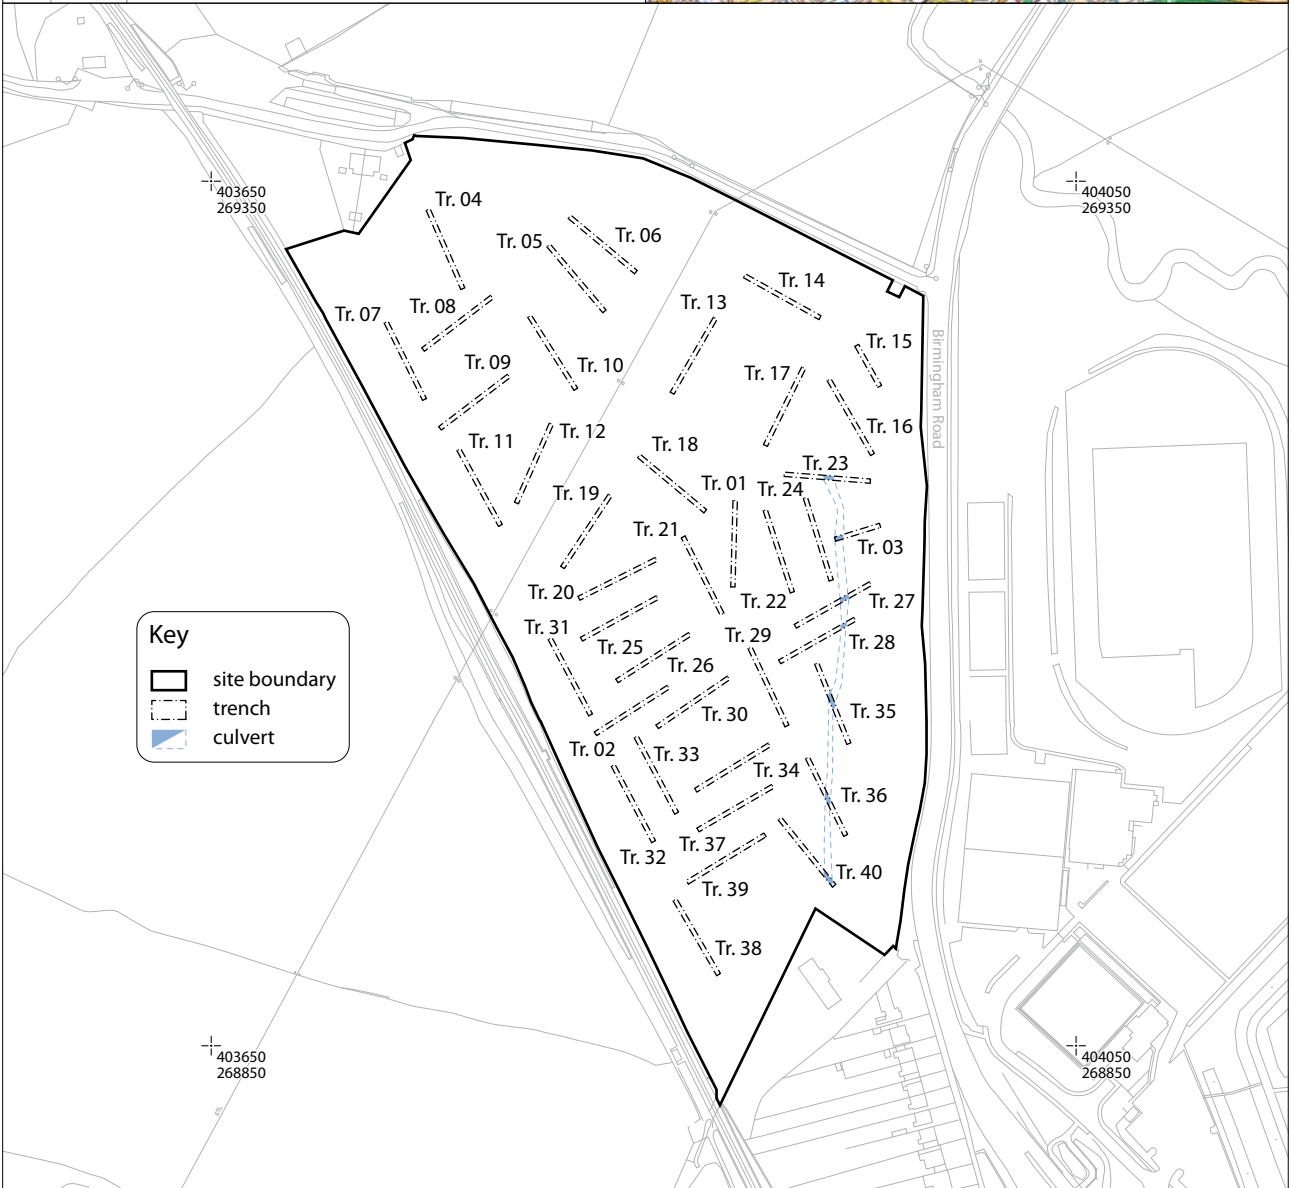 403650
269350
404050
269350
Tr. 04
Tr. 06
Tr. 05
Tr. 14
Tr. 13
Tr. 08
Tr. 07
Tr. 15
Birmingham Road
Tr. 09
Tr. 10
Tr. 17
Tr. 16
Tr. 12
Tr. 11
Tr. 18
Tr. 23
Tr. 01
Tr. 24
Tr. 19
Tr. 21
Tr. 03
Tr. 20
Tr. 22
Tr. 27
Tr. 31
Tr. 29
Tr. 28
Tr. 25
Tr. 26
Key
site boundary
trench
culvert
Tr. 30
Tr. 35
Tr. 02
Tr. 33
Tr. 34
Tr. 36
Tr. 37
Tr. 32
Tr. 40
Tr. 39
Tr. 38
403650
268850
404050
268850